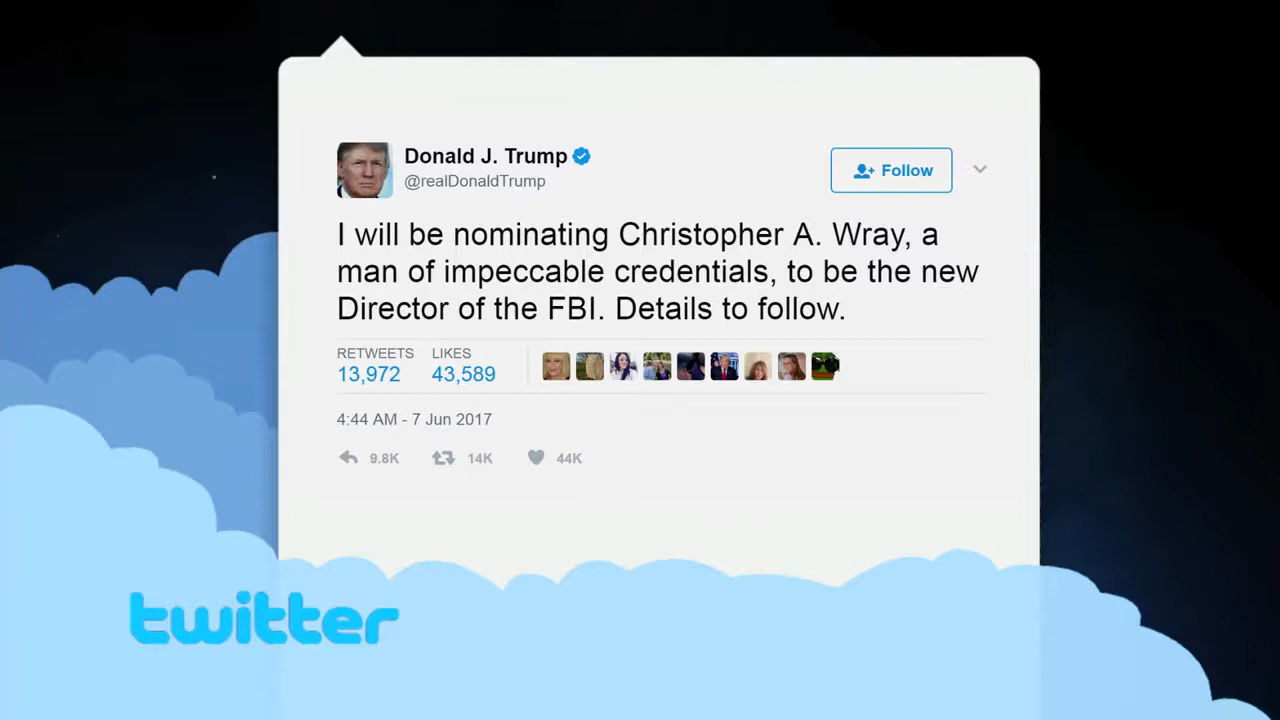 Donald J. Trump
@realDonaldTrump
Follow
I will be nominating Christopher A. Wray, a
man of impeccable credentials, to be the new
Director of the FBI. Details to follow.
RETWEETS LIKES
13,972 43,589
4:44 AM - 7 Jun 2017
9.8K 14K 44K
twitter